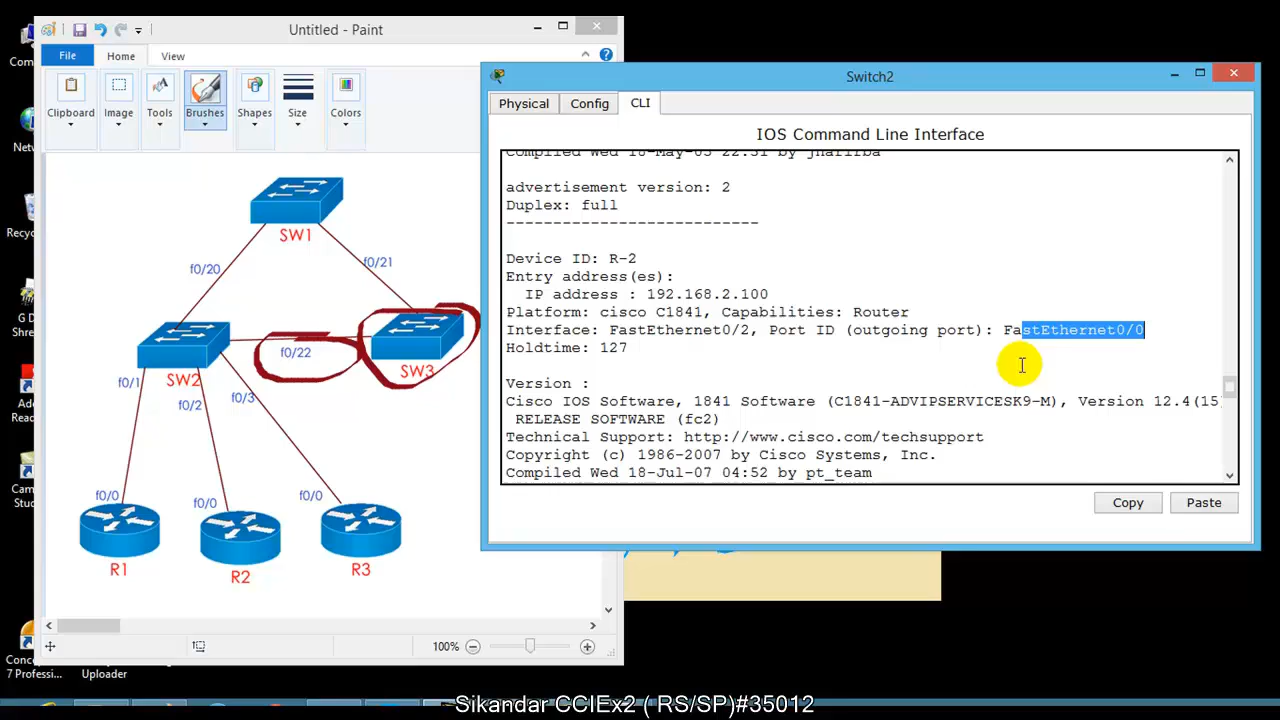 Untitled - Paint
File
Home
View
Clipboard
Image
Tools
Brushes
Shapes
Size
Colors
SW1
f0/20
f0/21
f0/22
SW3
SW2
f0/1
f0/2
f0/3
f0/0
f0/0
f0/0
R1
R2
R3
100%
Switch2
Physical
Config
CLI
IOS Command Line Interface
advertisement version: 2
Duplex: full
---------------------------
Device ID: R-2
Entry address(es):
IP address : 192.168.2.100
Platform: cisco C1841, Capabilities: Router
Interface: FastEthernet0/2, Port ID (outgoing port): FastEthernet0/0
Holdtime: 127
Version :
Cisco IOS Software, 1841 Software (C1841-ADVIPSERVICESK9-M), Version 12.4(15)
RELEASE SOFTWARE (fc2)
Technical Support: http://www.cisco.com/techsupport
Copyright (c) 1986-2007 by Cisco Systems, Inc.
Compiled Wed 18-Jul-07 04:52 by pt_team
Copy
Paste
7 Professi...
Uploader
Sikandar CCIEx2 ( RS/SP)#35012